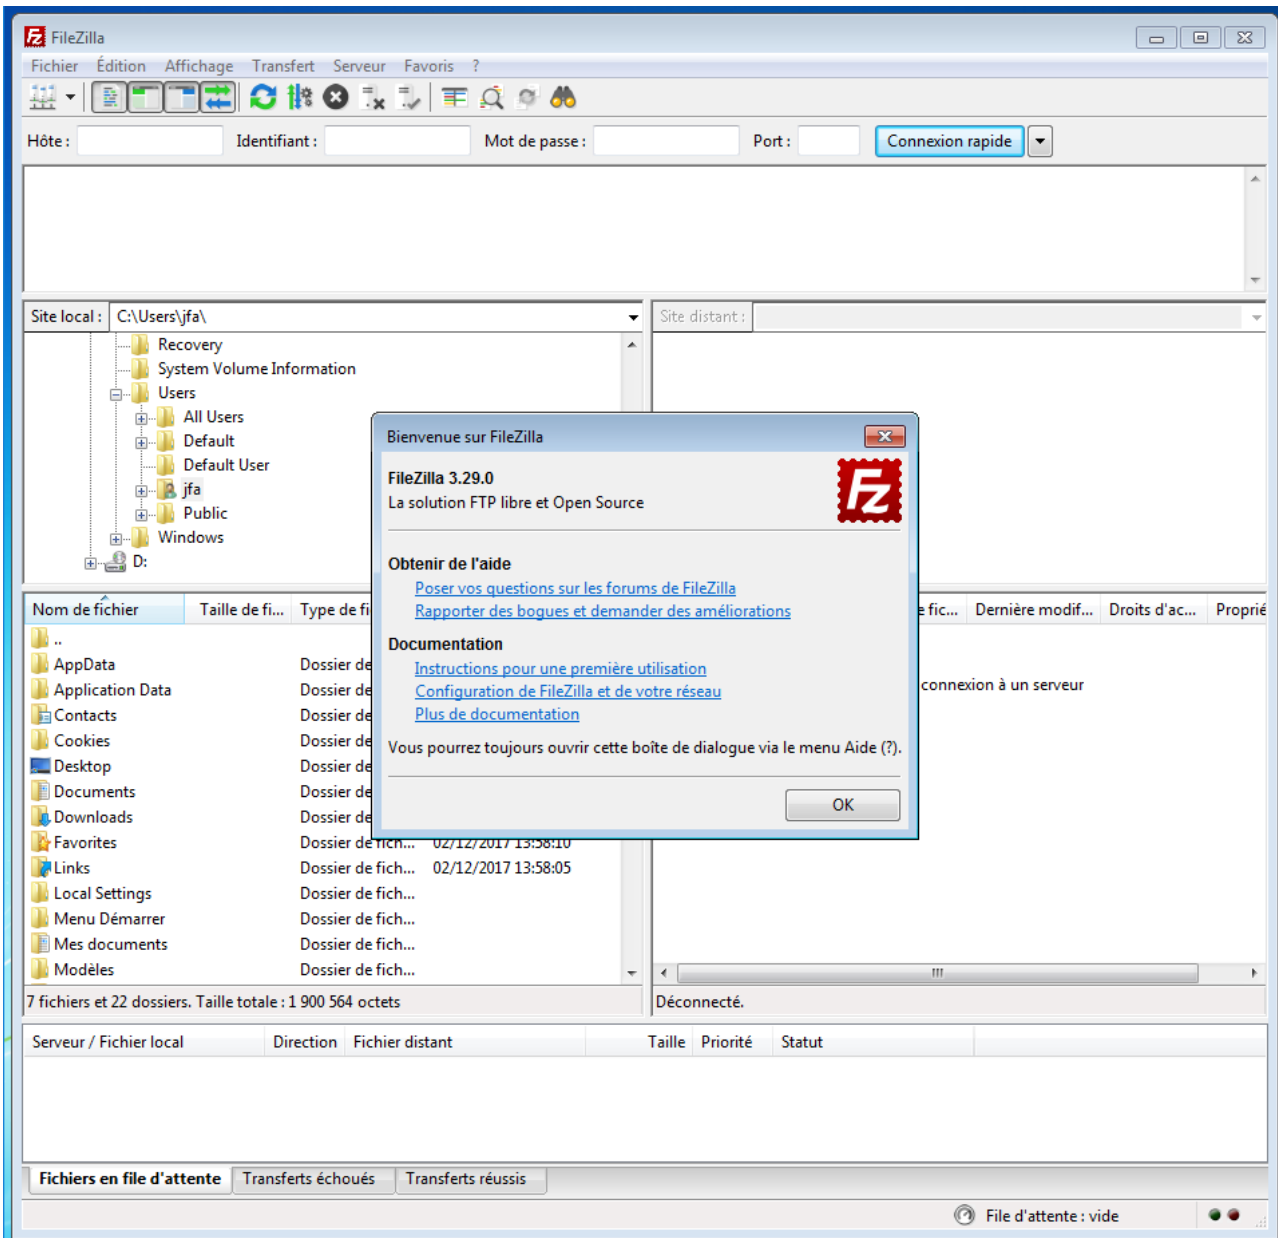 FileZilla
Fichier Édition Affichage Transfert Serveur Favoris ?
Hôte : Identifiant : Mot de passe : Port : Connexion rapide
Site local : C:\Users\jfa\
Site distant :
Recovery
System Volume Information
Users
All Users
Default
Default User
jfa
Public
Windows
D:
Nom de fichier Taille de fi... Type de fi
..
AppData Dossier de
Application Data Dossier de
Contacts Dossier de
Cookies Dossier de
Desktop Dossier de
Documents Dossier de
Downloads Dossier de
Favorites Dossier de fich... 02/12/2017 13:58:10
Links Dossier de fich... 02/12/2017 13:58:05
Local Settings Dossier de fich...
Menu Démarrer Dossier de fich...
Mes documents Dossier de fich...
Modèles Dossier de fich...
7 fichiers et 22 dossiers. Taille totale : 1 900 564 octets
Bienvenue sur FileZilla
FileZilla 3.29.0
La solution FTP libre et Open Source
Fz
Obtenir de l'aide
Poser vos questions sur les forums de FileZilla
Rapporter des bogues et demander des améliorations
Documentation
Instructions pour une première utilisation
Configuration de FileZilla et de votre réseau
Plus de documentation
Vous pourrez toujours ouvrir cette boîte de dialogue via le menu Aide (?).
OK
fic... Dernière modif... Droits d'ac... Proprié
connexion à un serveur
Déconnecté.
Serveur / Fichier local Direction Fichier distant Taille Priorité Statut
Fichiers en file d'attente Transferts échoués Transferts réussis
File d'attente : vide